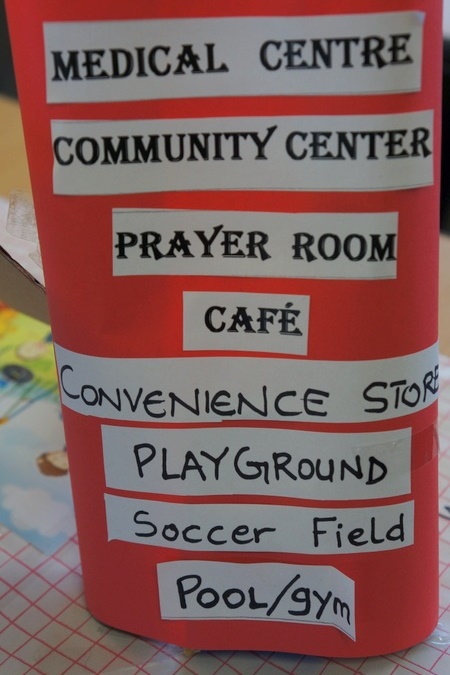 MEDICAL CENTRE
COMMUNITY CENTER
PRAYER ROOM
CAFÉ
CONVENIENCE STORE
PLAYGROUND
Soccer Field
POOL/gym